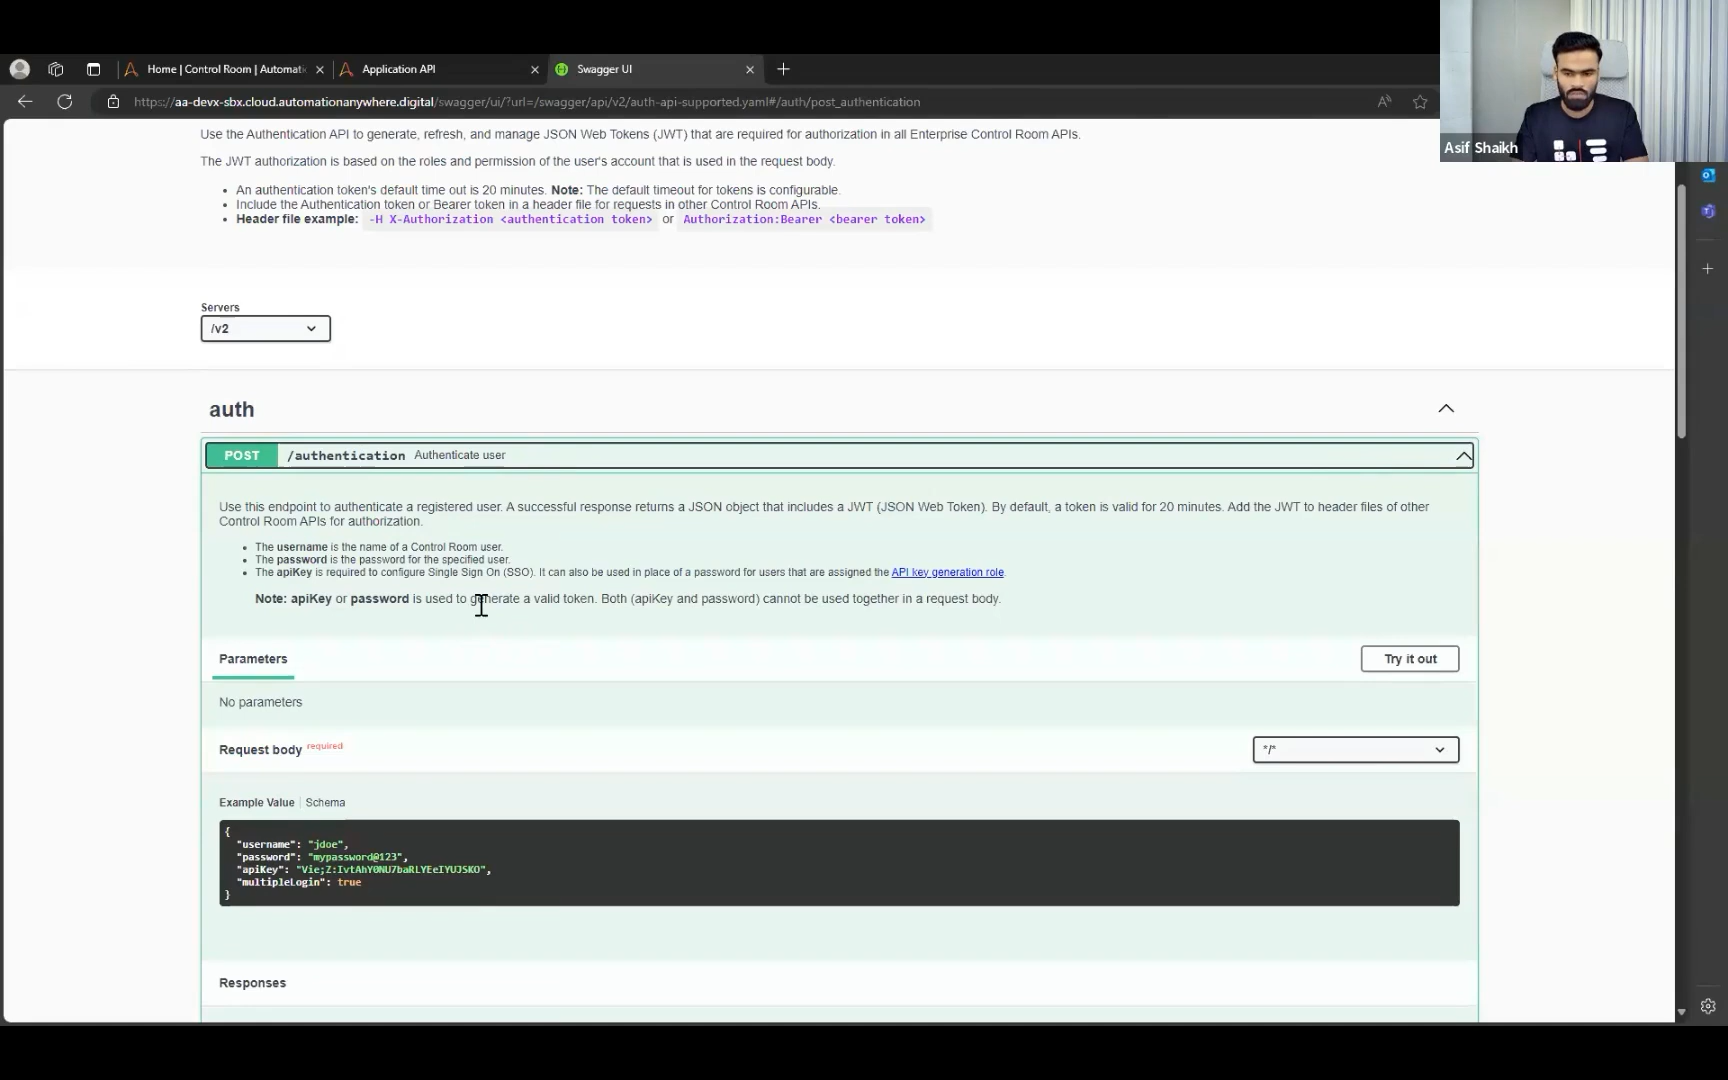 Home | Control Room | Automati
Application API
Swagger UI
https://aa-devx-sbx.cloud.automationanywhere.digital/swagger/ui/?url=/swagger/api/v2/auth-api-supported.yaml#/auth/post_authentication
Asif Shaikh
Use the Authentication API to generate, refresh, and manage JSON Web Tokens (JWT) that are required for authorization in all Enterprise Control Room APIs.
The JWT authorization is based on the roles and permission of the user's account that is used in the request body.
• An authentication token's default time out is 20 minutes. Note: The default timeout for tokens is configurable.
• Include the Authentication token or Bearer token in a header file for requests in other Control Room APIs.
• Header file example: -H X-Authorization <authentication token> or Authorization:Bearer <bearer token>
Servers
/v2
auth
POST /authentication Authenticate user
Use this endpoint to authenticate a registered user. A successful response returns a JSON object that includes a JWT (JSON Web Token). By default, a token is valid for 20 minutes. Add the JWT to header files of other
Control Room APIs for authorization.
• The username is the name of a Control Room user.
• The password is the password for the specified user.
• The apiKey is required to configure Single Sign On (SSO). It can also be used in place of a password for users that are assigned the API key generation role.
Note: apiKey or password is used to generate a valid token. Both (apiKey and password) cannot be used together in a request body.
Parameters
Try it out
No parameters
Request body required
*/*
Example Value | Schema
{
"username": "jdoe",
"password": "mypassword@123",
"apiKey": "Vie;Z:IvtAhY0NU7baRLYEeIYUJSKO",
"multipleLogin": true
}
Responses